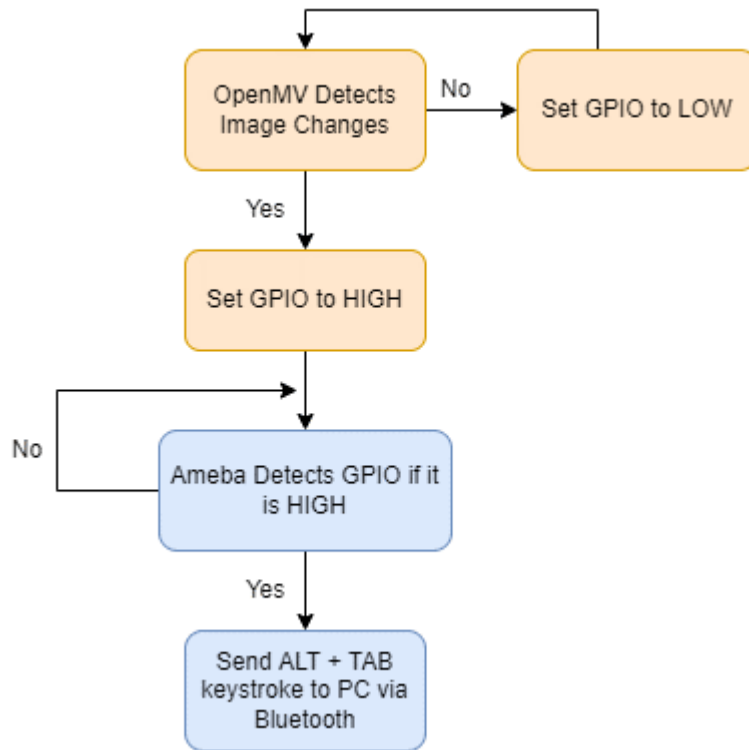 OpenMV Detects
Image Changes
No
Set GPIO to LOW
Yes
Set GPIO to HIGH
No
Ameba Detects GPIO if it
is HIGH
Yes
Send ALT + TAB
keystroke to PC via
Bluetooth